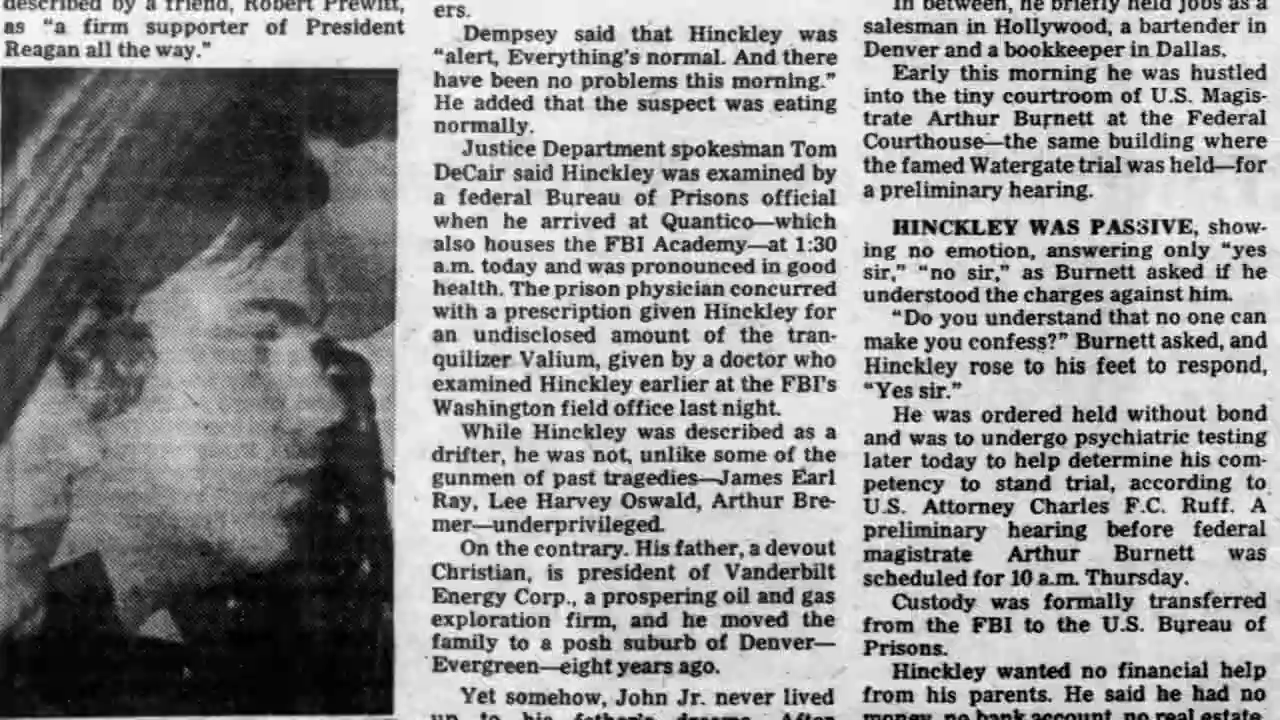 described by a friend, Robert Prewitt,
as "a firm supporter of President
Reagan all the way."
ers.
Dempsey said that Hinckley was
"alert, Everything's normal. And there
have been no problems this morning."
He added that the suspect was eating
normally.
Justice Department spokesman Tom
DeCair said Hinckley was examined by
a federal Bureau of Prisons official
when he arrived at Quantico—which
also houses the FBI Academy—at 1:30
a.m. today and was pronounced in good
health. The prison physician concurred
with a prescription given Hinckley for
an undisclosed amount of the tran-
quilizer Valium, given by a doctor who
examined Hinckley earlier at the FBI's
Washington field office last night.
While Hinckley was described as a
drifter, he was not, unlike some of the
gunmen of past tragedies—James Earl
Ray, Lee Harvey Oswald, Arthur Bre-
mer—underprivileged.
On the contrary. His father, a devout
Christian, is president of Vanderbilt
Energy Corp., a prospering oil and gas
exploration firm, and he moved the
family to a posh suburb of Denver—
Evergreen—eight years ago.
Yet somehow, John Jr. never lived
up to his father's dreams. After
In between, he briefly held jobs as a
salesman in Hollywood, a bartender in
Denver and a bookkeeper in Dallas.
Early this morning he was hustled
into the tiny courtroom of U.S. Magis-
trate Arthur Burnett at the Federal
Courthouse—the same building where
the famed Watergate trial was held—for
a preliminary hearing.
HINCKLEY WAS PASSIVE, show-
ing no emotion, answering only "yes
sir," "no sir," as Burnett asked if he
understood the charges against him.
"Do you understand that no one can
make you confess?" Burnett asked, and
Hinckley rose to his feet to respond,
"Yes sir."
He was ordered held without bond
and was to undergo psychiatric testing
later today to help determine his com-
petency to stand trial, according to
U.S. Attorney Charles F.C. Ruff. A
preliminary hearing before federal
magistrate Arthur Burnett was
scheduled for 10 a.m. Thursday.
Custody was formally transferred
from the FBI to the U.S. Bureau of
Prisons.
Hinckley wanted no financial help
from his parents. He said he had no
money, no bank account, no real estate,